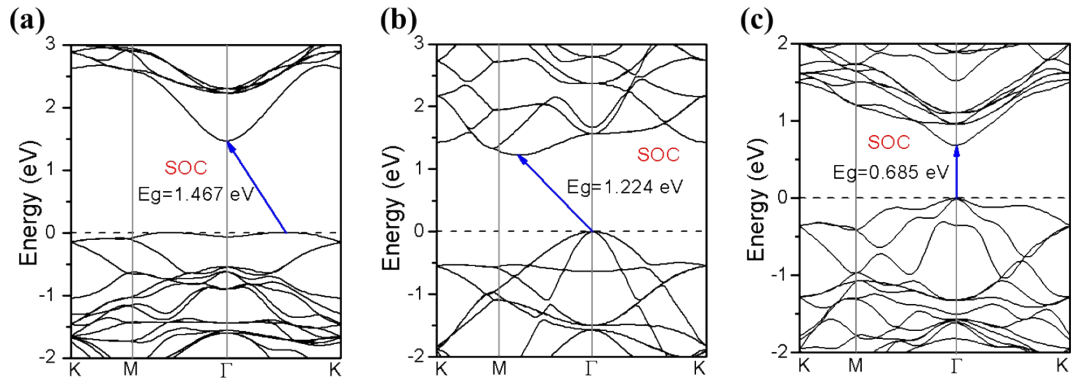 (a)
3
2
1
0
-1
-2
Energy (eV)
SOC
Eg=1.467 eV
K M Γ K
(b)
3
2
1
0
-1
-2
Energy (eV)
SOC
Eg=1.224 eV
K M Γ K
(c)
2
1
0
-1
-2
Energy (eV)
SOC
Eg=0.685 eV
K M Γ K